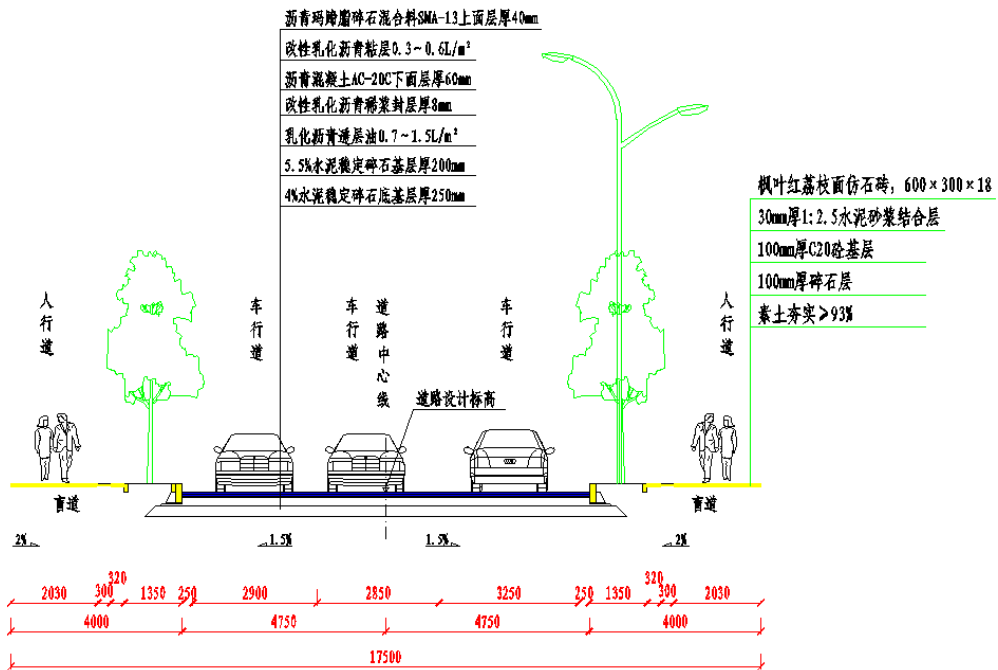 沥青玛蹄脂碎石混合料SMA-13上面层厚40mm
改性乳化沥青粘层0.3~0.6L/m²
沥青混凝土AC-20C下面层厚60mm
改性乳化沥青稀浆封层厚8mm
乳化沥青透层油0.7~1.5L/m²
5.5%水泥稳定碎石基层厚200mm
4%水泥稳定碎石底基层厚250mm
枫叶红荔枝面仿石砖，600×300×18
30mm厚1:2.5水泥砂浆结合层
100mm厚C20砼基层
100mm厚碎石层
素土夯实≥93%
人行道
车行道
车行道
道路中心线
车行道
人行道
道路设计标高
盲道
盲道
2%
1.5%
1.5%
2%
2030
300
320
1350
250
2900
2850
3250
250
1350
320
300
2030
4000
4750
4750
4000
17500